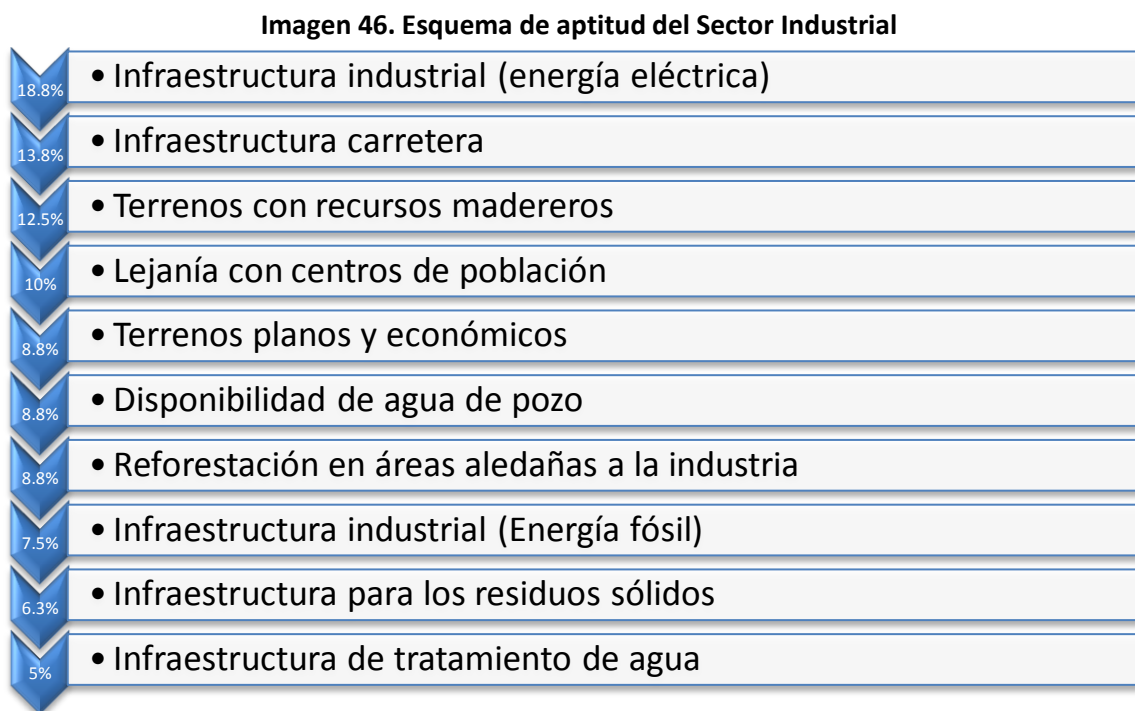 Imagen 46. Esquema de aptitud del Sector Industrial
18.8% • Infraestructura industrial (energía eléctrica)
13.8% • Infraestructura carretera
12.5% • Terrenos con recursos madereros
10% • Lejanía con centros de población
8.8% • Terrenos planos y económicos
8.8% • Disponibilidad de agua de pozo
8.8% • Reforestación en áreas aledañas a la industria
7.5% • Infraestructura industrial (Energía fósil)
6.3% • Infraestructura para los residuos sólidos
5% • Infraestructura de tratamiento de agua